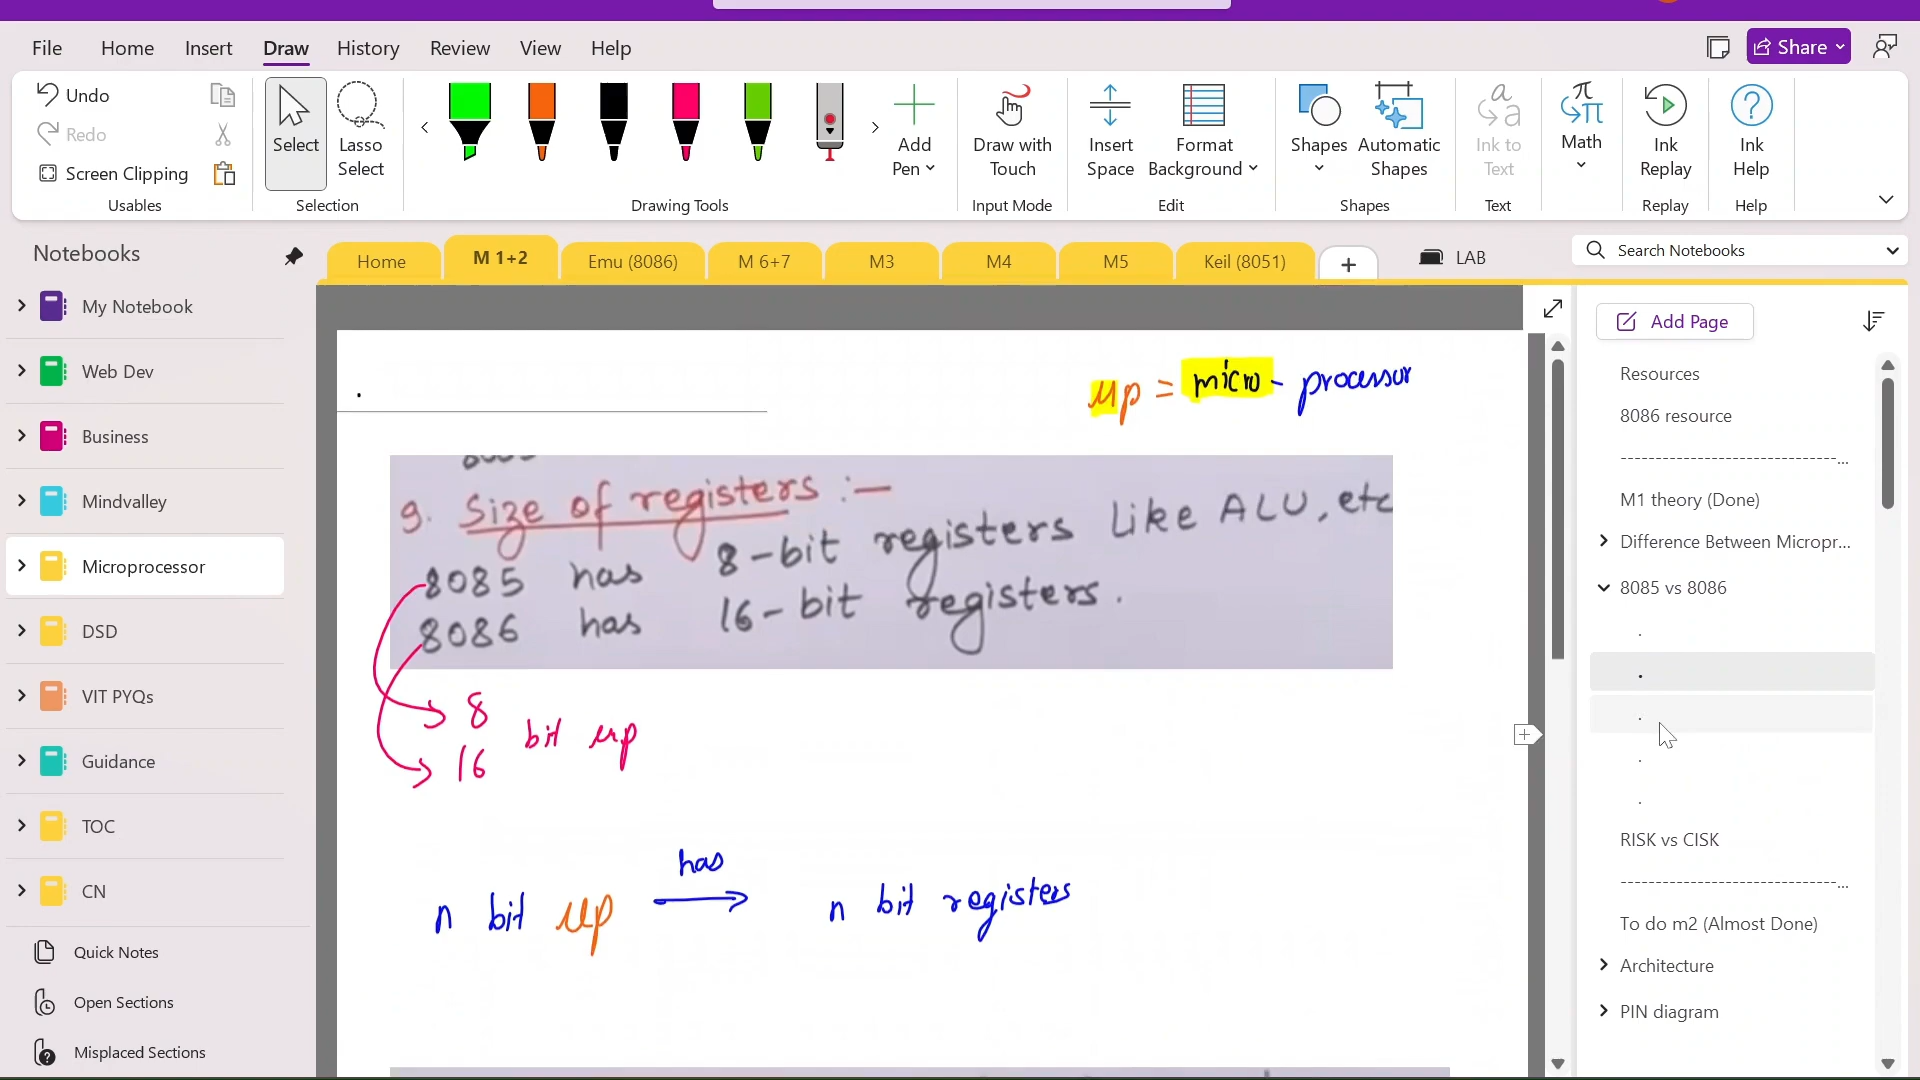 File Home Insert Draw History Review View Help Share
Undo
Redo
Screen Clipping
Usables
Select
Lasso Select
Selection
Drawing Tools
Add Pen
Draw with Touch
Input Mode
Insert Space
Format Background
Edit
Shapes
Automatic Shapes
Shapes
Ink to Text
Text
Math
Ink Replay
Replay
Ink Help
Help
Notebooks
Home M 1+2 Emu (8086) M 6+7 M3 M4 M5 Keil (8051) LAB
Search Notebooks
My Notebook
Web Dev
Business
Mindvalley
Microprocessor
DSD
VIT PYQs
Guidance
TOC
CN
Quick Notes
Open Sections
Misplaced Sections
.
μp = micro - processor
9. Size of registers :-
8085 has 8-bit registers like ALU, etc
8086 has 16-bit registers.
8
16
bit μp
has
n bit μp → n bit registers
Add Page
Resources
8086 resource
-------------------------------...
M1 theory (Done)
Difference Between Micropr...
8085 vs 8086
.
.
.
.
.
RISK vs CISK
-------------------------------...
To do m2 (Almost Done)
Architecture
PIN diagram